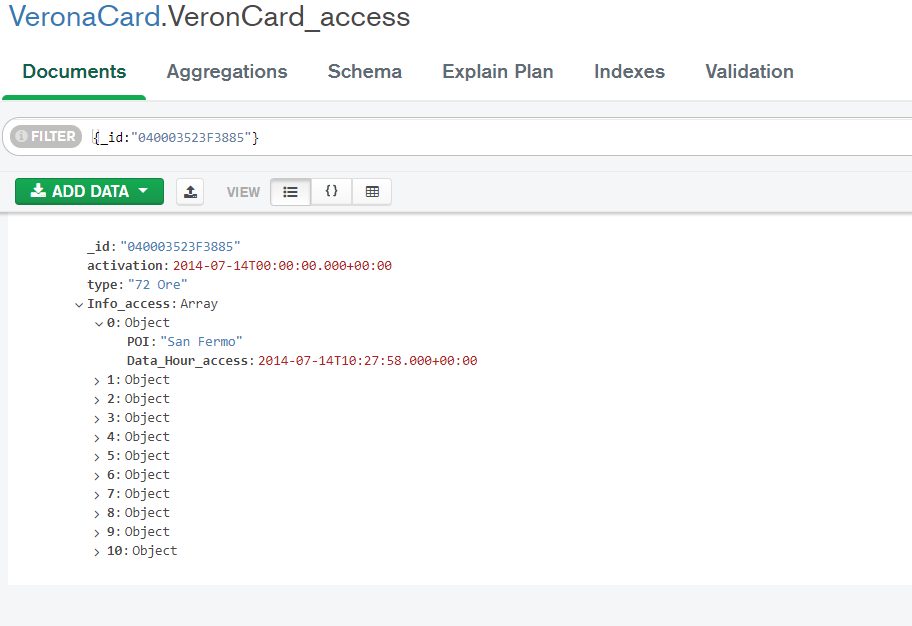 VeronaCard.VeronCard_access
Documents Aggregations Schema Explain Plan Indexes Validation
FILTER {_id:"040003523F3885"}
ADD DATA VIEW {}
_id: "040003523F3885"
activation: 2014-07-14T00:00:00.000+00:00
type: "72 Ore"
Info_access: Array
0: Object
POI: "San Fermo"
Data_Hour_access: 2014-07-14T10:27:58.000+00:00
1: Object
2: Object
3: Object
4: Object
5: Object
6: Object
7: Object
8: Object
9: Object
10: Object